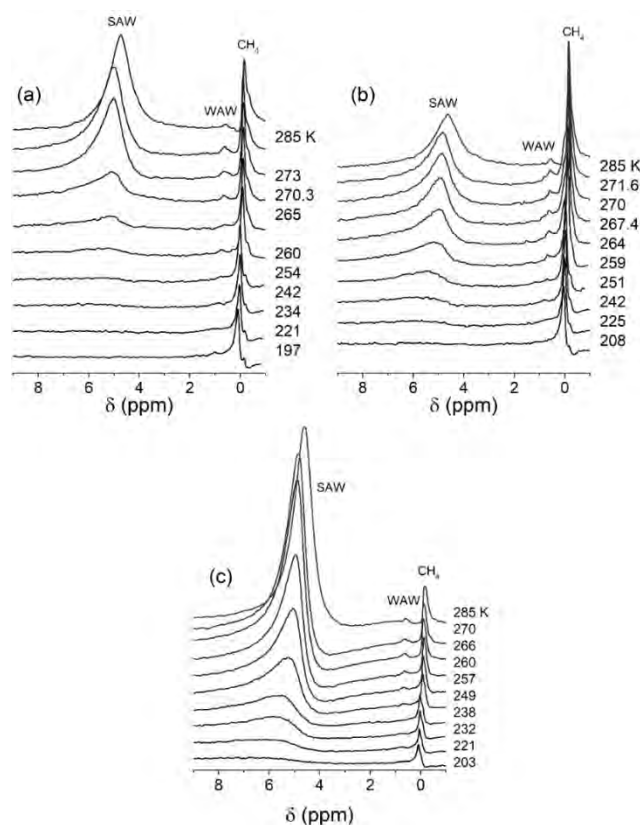 SAW
CH₄
(a)
WAW
285 K
273
270.3
265
260
254
242
234
221
197
8 6 4 2 0
δ (ppm)
CH₄
(b)
SAW
WAW
285 K
271.6
270
267.4
264
259
251
242
225
208
8 6 4 2 0
δ (ppm)
SAW
(c)
CH₄
WAW
285 K
270
266
260
257
249
238
232
221
203
8 6 4 2 0
δ (ppm)